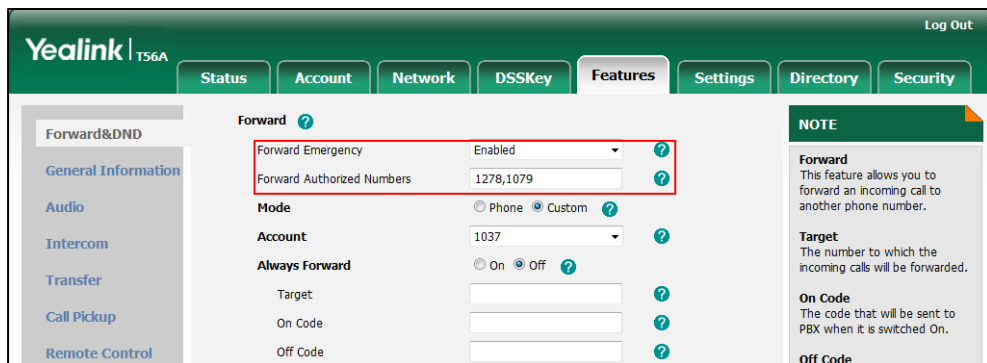 Log Out
Yealink | T56A
Status Account Network DSSKey Features Settings Directory Security
Forward&DND
General Information
Audio
Intercom
Transfer
Call Pickup
Remote Control
Forward ?
Forward Emergency Enabled ?
Forward Authorized Numbers 1278,1079 ?
Mode Phone Custom ?
Account 1037 ?
Always Forward On Off ?
Target ?
On Code ?
Off Code ?
NOTE
Forward
This feature allows you to
forward an incoming call to
another phone number.
Target
The number to which the
incoming calls will be forwarded.
On Code
The code that will be sent to
PBX when it is switched On.
Off Code